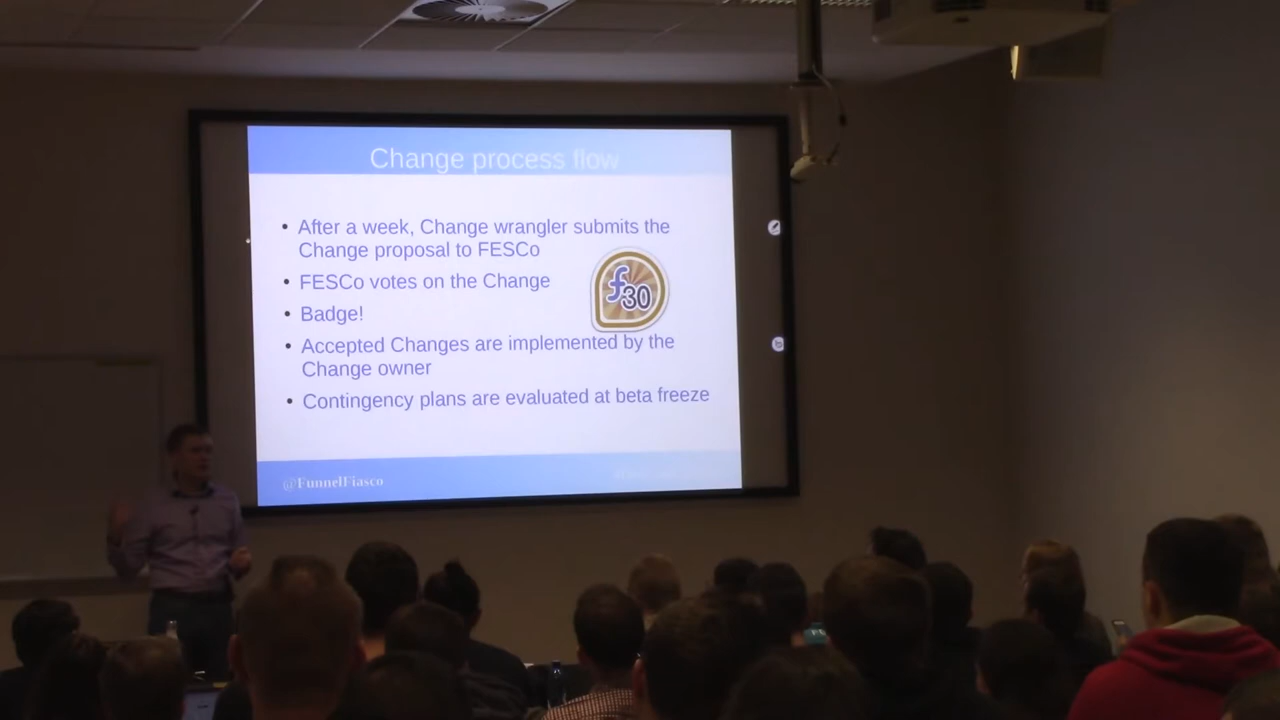 Change process flow
• After a week, Change wrangler submits the
Change proposal to FESCo
• FESCo votes on the Change
• Badge!
• Accepted Changes are implemented by the
Change owner
• Contingency plans are evaluated at beta freeze
f30
@FunnelFiasco